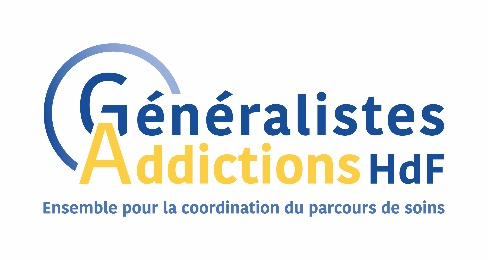 Généralistes
Addictions HdF
Ensemble pour la coordination du parcours de soins